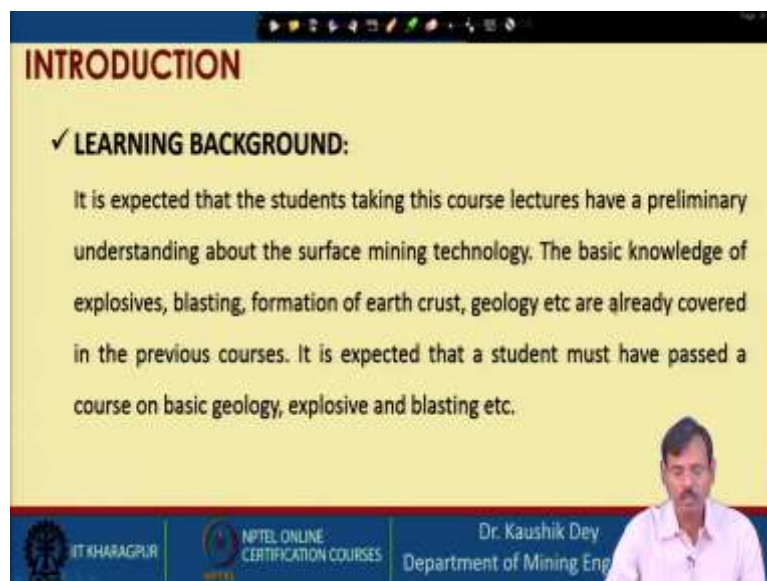 INTRODUCTION
✓ LEARNING BACKGROUND:
It is expected that the students taking this course lectures have a preliminary
understanding about the surface mining technology. The basic knowledge of
explosives, blasting, formation of earth crust, geology etc are already covered
in the previous courses. It is expected that a student must have passed a
course on basic geology, explosive and blasting etc.
IIT KHARAGPUR
NPTEL
NPTEL ONLINE
CERTIFICATION COURSES
Dr. Kaushik Dey
Department of Mining Eng